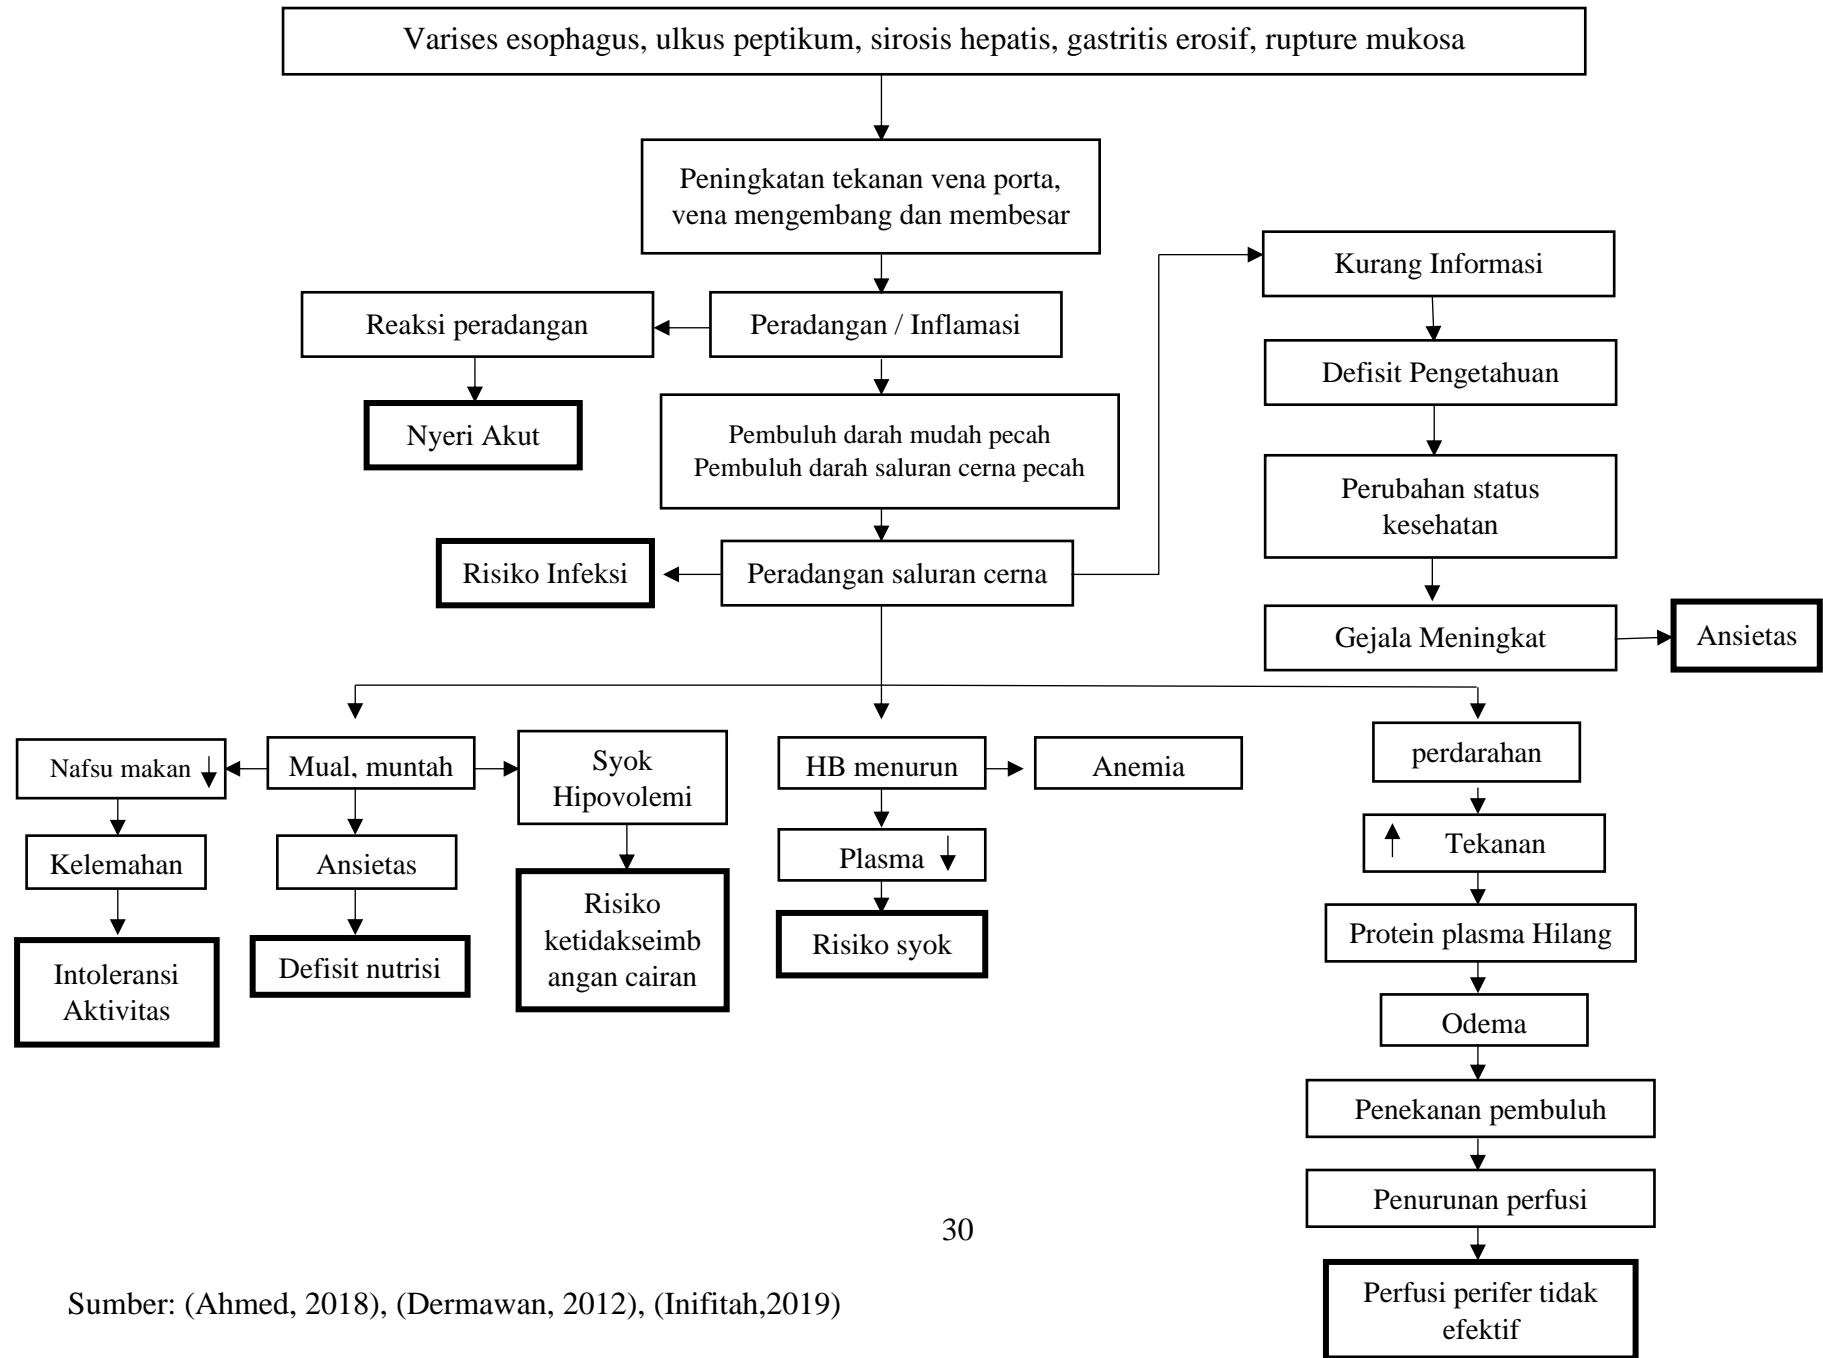 Varises esophagus, ulkus peptikum, sirosis hepatis, gastritis erosif, rupture mukosa
Peningkatan tekanan vena porta,
vena mengembang dan membesar
Kurang Informasi
Reaksi peradangan
Peradangan / Inflamasi
Defisit Pengetahuan
Nyeri Akut
Pembuluh darah mudah pecah
Pembuluh darah saluran cerna pecah
Perubahan status
kesehatan
Risiko Infeksi
Peradangan saluran cerna
Gejala Meningkat
Ansietas
Nafsu makan ↓
Mual, muntah
Syok
Hipovolemi
HB menurun
Anemia
perdarahan
Kelemahan
Ansietas
Plasma ↓
↑ Tekanan
Intoleransi
Aktivitas
Defisit nutrisi
Risiko
ketidakseimb
angan cairan
Risiko syok
Protein plasma Hilang
Odema
Penekanan pembuluh
Penurunan perfusi
Perfusi perifer tidak
efektif
30
Sumber: (Ahmed, 2018), (Dermawan, 2012), (Inifitah,2019)